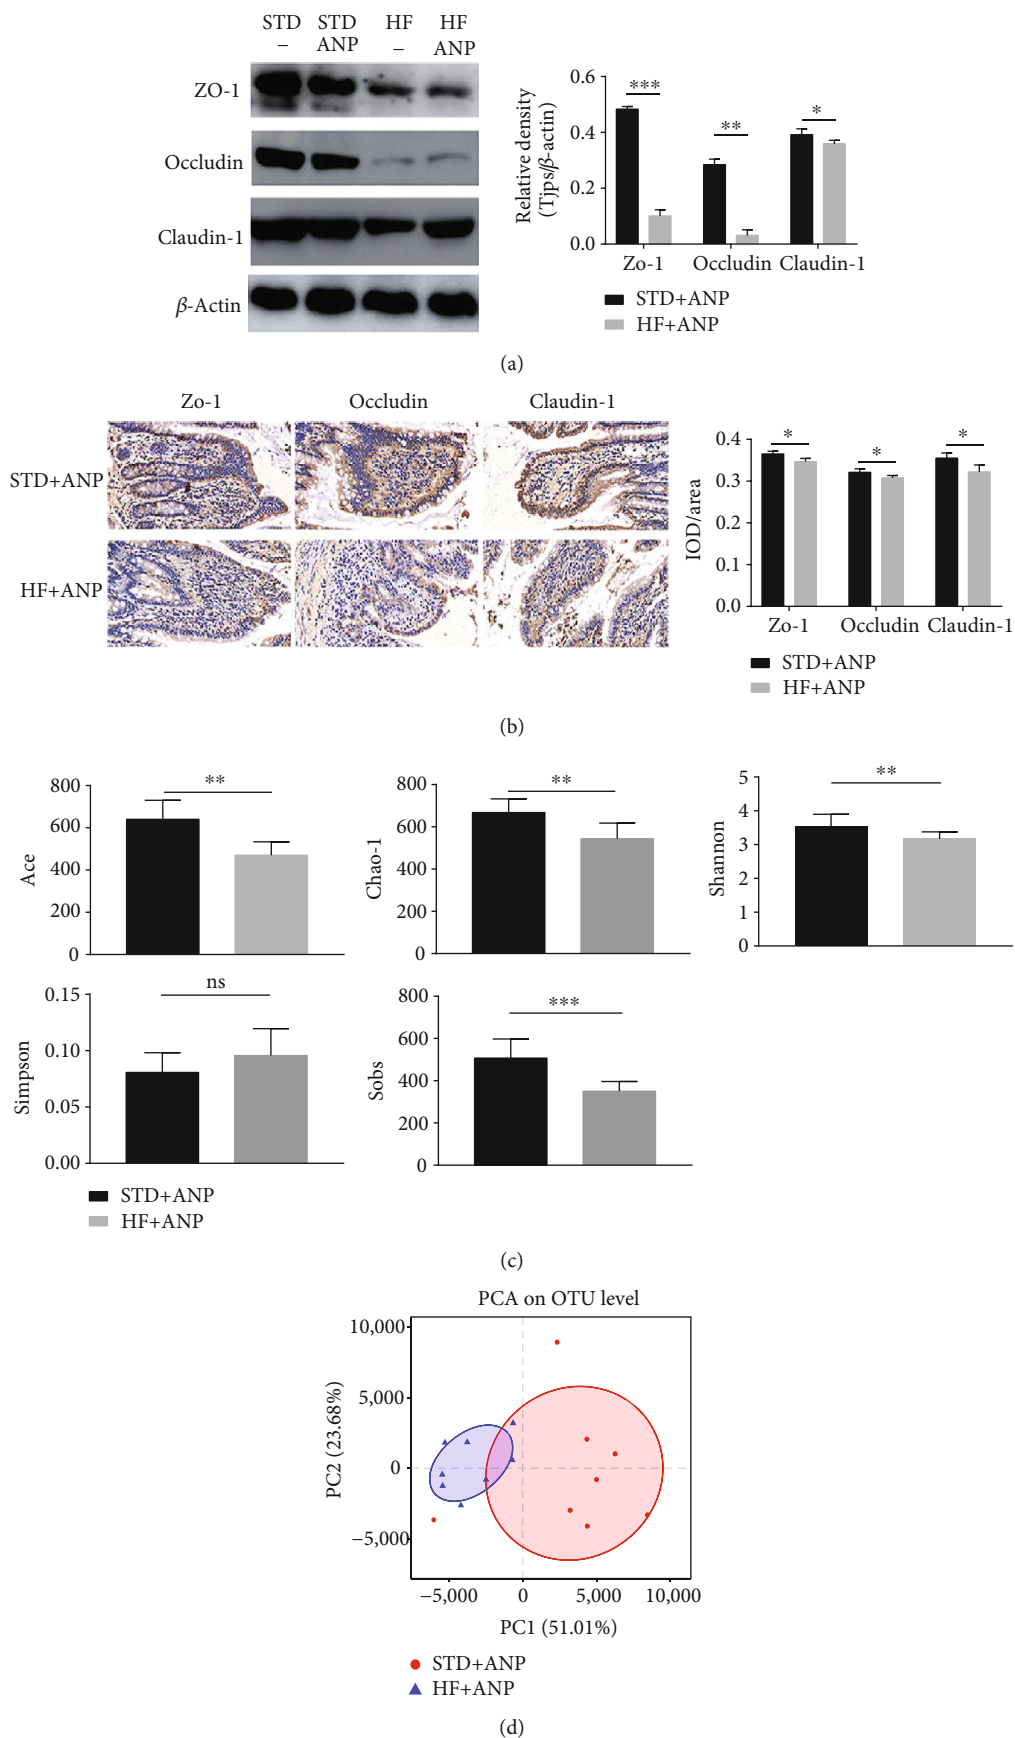 STD STD HF HF
– ANP – ANP
ZO-1
Occludin
Claudin-1
β-Actin
Relative density
(Tjps/β-actin)
0.6
0.4
0.2
0.0
*** ** *
Zo-1 Occludin Claudin-1
STD+ANP
HF+ANP
(a)
Zo-1 Occludin Claudin-1
STD+ANP
HF+ANP
IOD/area
0.4
0.3
0.2
0.1
0.0
* * *
Zo-1 Occludin Claudin-1
STD+ANP
HF+ANP
(b)
Ace
800
600
400
200
0
**
Chao-1
800
600
400
200
0
**
Shannon
5
4
3
2
1
0
**
Simpson
0.15
0.10
0.05
0.00
ns
Sobs
800
600
400
200
0
***
STD+ANP
HF+ANP
(c)
PCA on OTU level
PC2 (23.68%)
10,000
5,000
0
–5,000
–5,000 0 5,000 10,000
PC1 (51.01%)
STD+ANP
HF+ANP
(d)